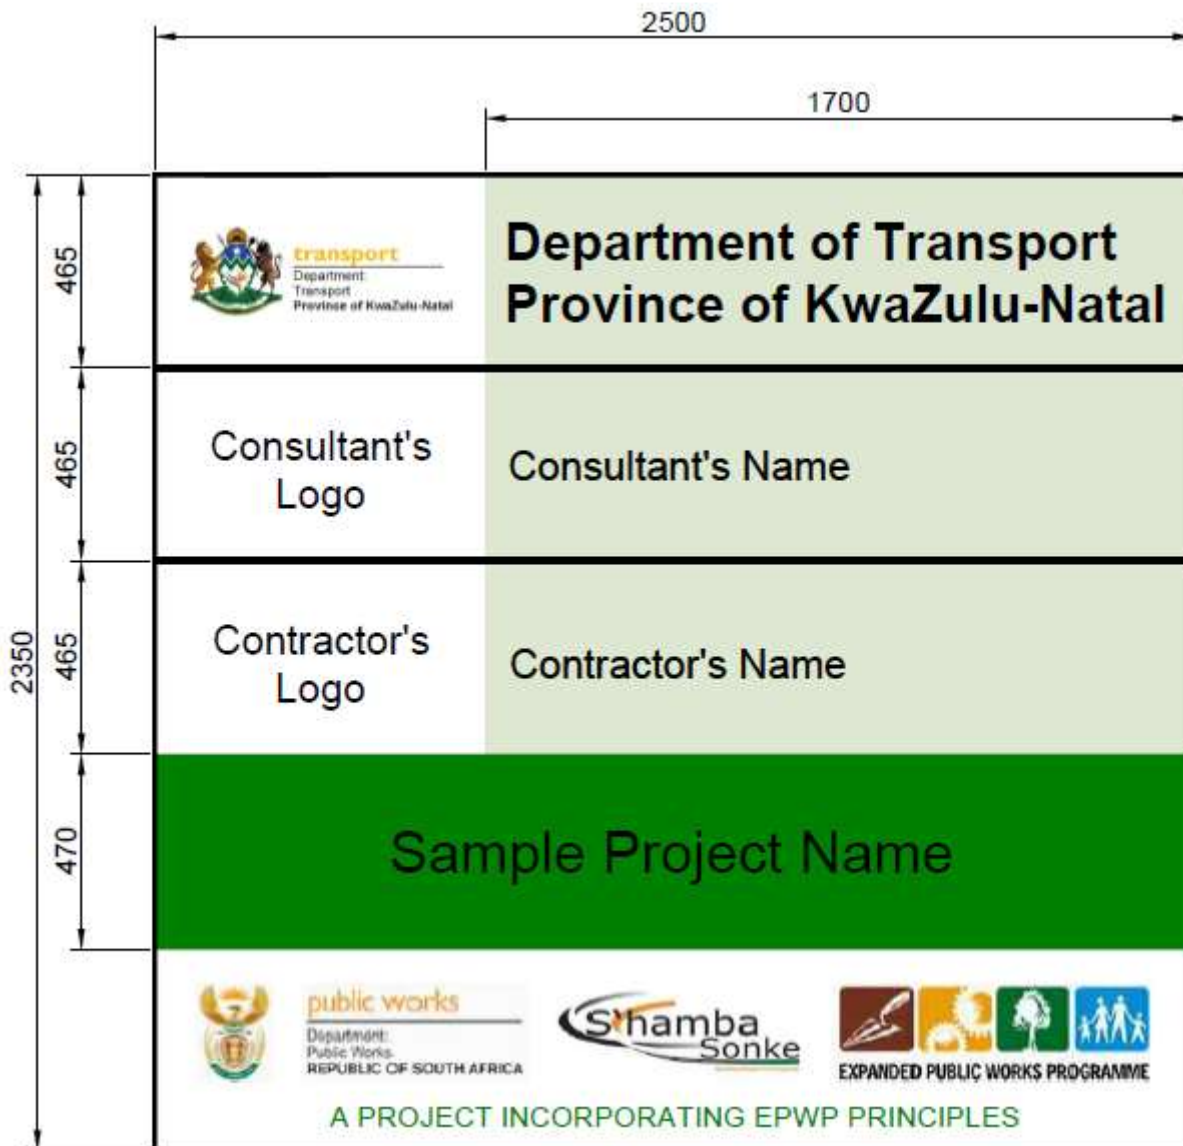 2500
1700
2350
465
transport
Department
Transport
Province of KwaZulu-Natal
Department of Transport
Province of KwaZulu-Natal
465
Consultant's
Logo
Consultant's Name
465
Contractor's
Logo
Contractor's Name
470
Sample Project Name
public works
Department:
Public Works
REPUBLIC OF SOUTH AFRICA
S'hamba
Sonke
EXPANDED PUBLIC WORKS PROGRAMME
A PROJECT INCORPORATING EPWP PRINCIPLES